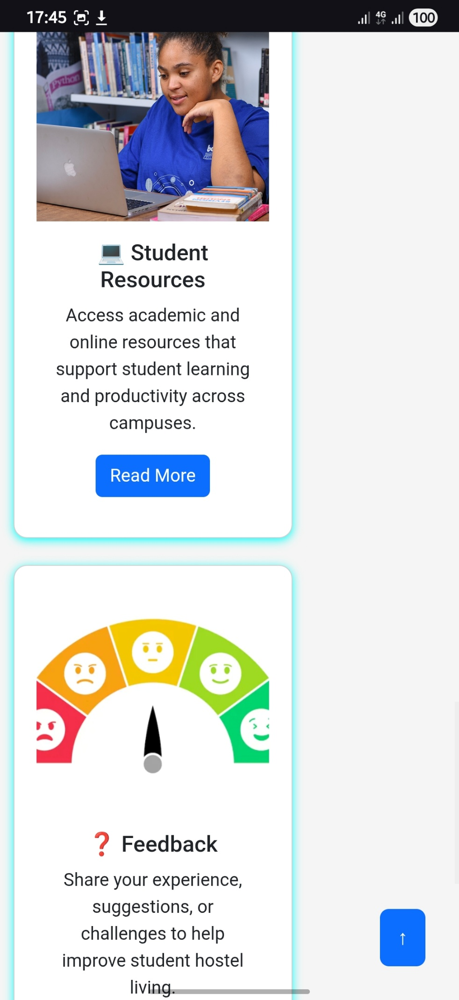 17:45
4G
100
Python
💻 Student
Resources
Access academic and
online resources that
support student learning
and productivity across
campuses.
Read More
❓ Feedback
Share your experience,
suggestions, or
challenges to help
improve student hostel
living.
↑